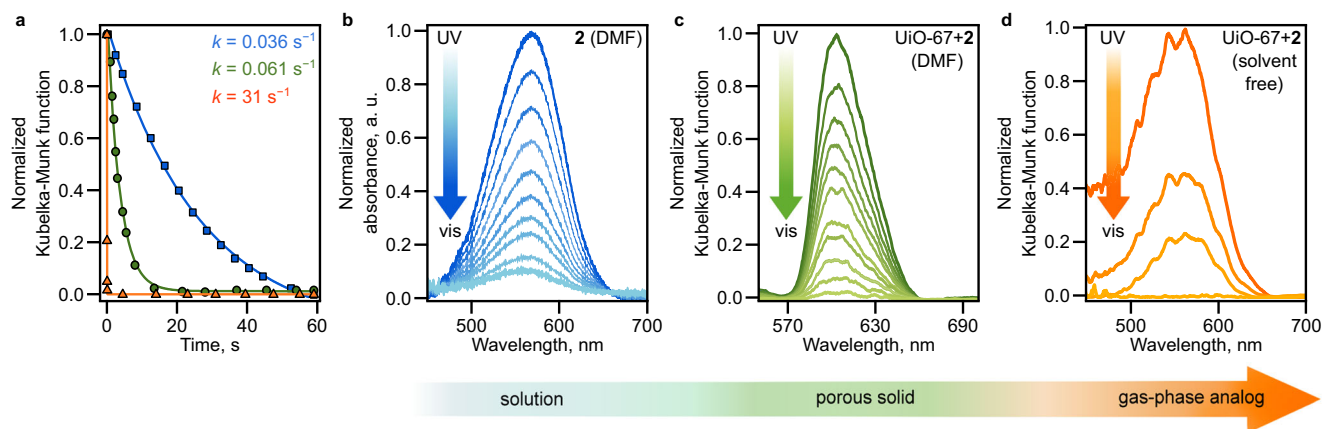 a
k = 0.036 s⁻¹
k = 0.061 s⁻¹
k = 31 s⁻¹
1.0
0.8
0.6
0.4
0.2
0.0
0
20
40
60
Time, s
Normalized
Kubelka-Munk function
b
UV
2 (DMF)
vis
1.0
0.8
0.6
0.4
0.2
0.0
500
600
700
Wavelength, nm
Normalized
absorbance, a. u.
c
UV
UiO-67+2
(DMF)
vis
1.0
0.8
0.6
0.4
0.2
0.0
570
630
690
Wavelength, nm
Normalized
Kubelka-Munk function
d
UV
UiO-67+2
(solvent
free)
vis
1.0
0.8
0.6
0.4
0.2
0.0
500
600
700
Wavelength, nm
Normalized
Kubelka-Munk function
solution
porous solid
gas-phase analog